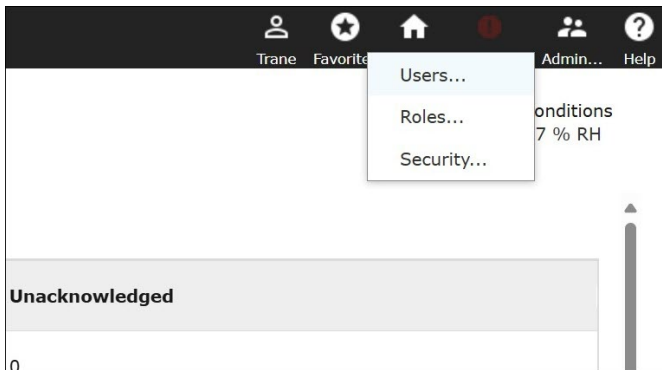 Trane Favorite Admin... Help
Users...
Roles...
onditions
7 % RH
Security...
Unacknowledged
0